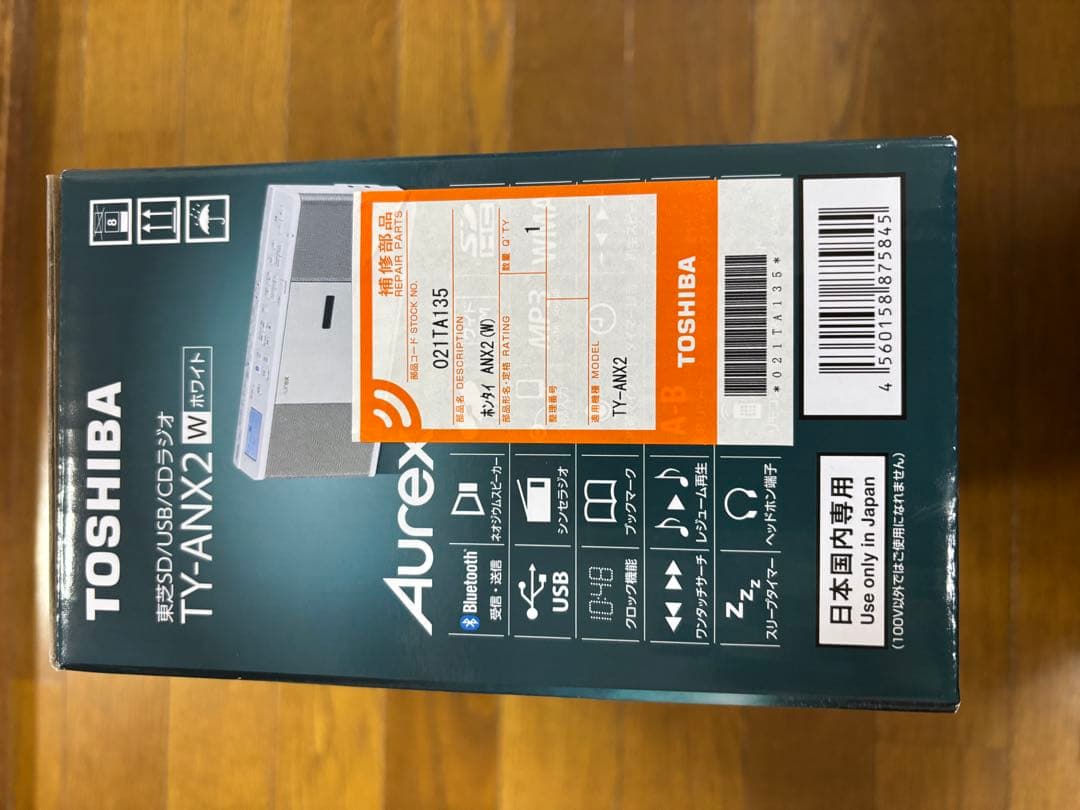 8
TOSHIBA
東芝SD/USB/CDラジオ
TY-ANX2 W ホワイト
Aurex
補修部品
REPAIR PARTS
部品コード STOCK NO.
021TA135
部品名 DESCRIPTION
ホンタイ ANX2(W)
部品形名・定格 RATING
数量 Q'TY
1
整理番号
適用機種 MODEL
TY-ANX2
TOSHIBA
*021TA135*
MP3
WMA
A-B
Bluetooth
受信・送信
ネオジウムスピーカー
USB
シンセラジオ
10:48
クロック機能
ブックマーク
ワンタッチサーチ
レジューム再生
zzz
スリープタイマー
ヘッドホン端子
日本国内専用
Use only in Japan
(100V以外ではご使用になれません)
4 560158 875845